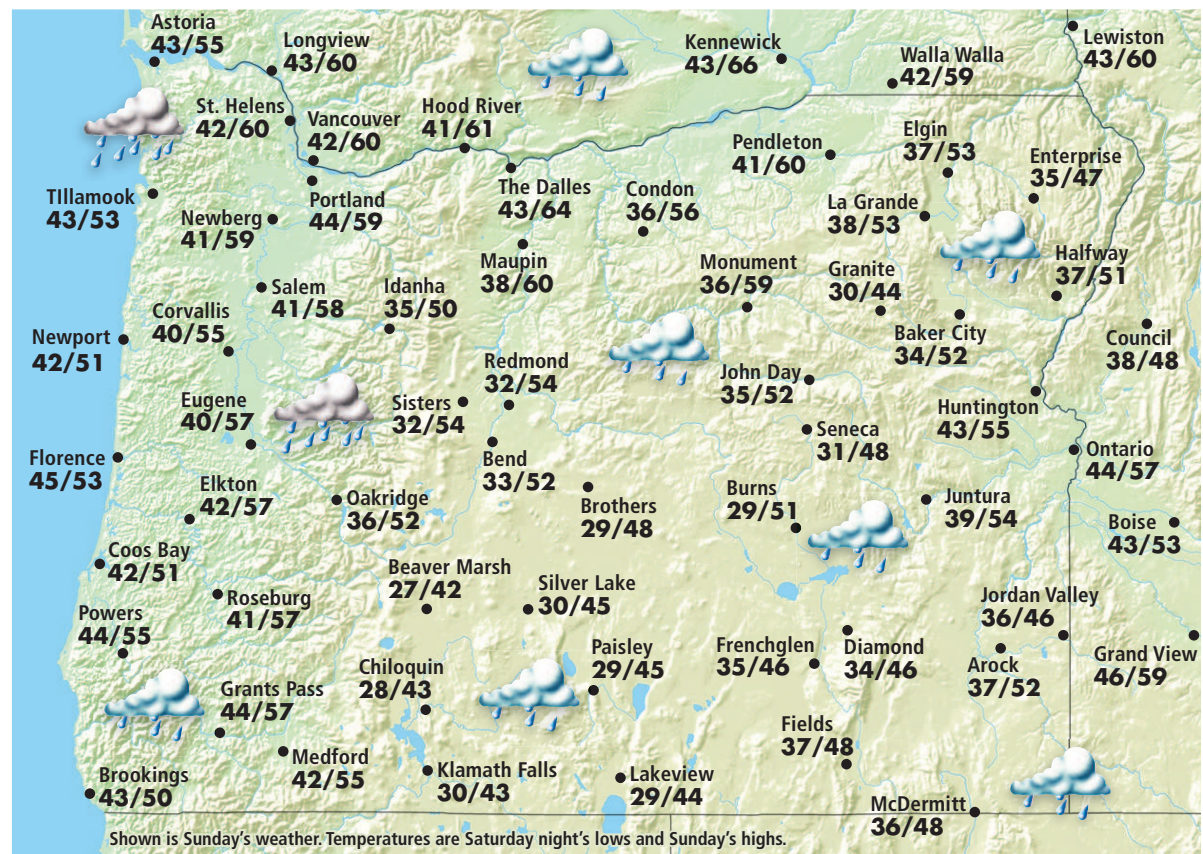 Astoria
43/55
Longview
43/60
Kennewick
43/66
Walla Walla
42/59
Lewiston
43/60
St. Helens
42/60
Vancouver
42/60
Hood River
41/61
Pendleton
41/60
Elgin
37/53
Enterprise
35/47
TIllamook
43/53
Portland
44/59
Newberg
41/59
The Dalles
43/64
Condon
36/56
La Grande
38/53
Maupin
38/60
Monument
36/59
Granite
30/44
Halfway
37/51
Salem
41/58
Idanha
35/50
Corvallis
40/55
Newport
42/51
Baker City
34/52
Council
38/48
Redmond
32/54
John Day
35/52
Eugene
40/57
Sisters
32/54
Huntington
43/55
Seneca
31/48
Florence
45/53
Bend
33/52
Ontario
44/57
Elkton
42/57
Oakridge
36/52
Brothers
29/48
Burns
29/51
Juntura
39/54
Boise
43/53
Coos Bay
42/51
Beaver Marsh
27/42
Silver Lake
30/45
Roseburg
41/57
Jordan Valley
36/46
Powers
44/55
Paisley
29/45
Frenchglen
35/46
Diamond
34/46
Arock
37/52
Grand View
46/59
Chiloquin
28/43
Grants Pass
44/57
Fields
37/48
Medford
42/55
Klamath Falls
30/43
Lakeview
29/44
Brookings
43/50
McDermitt
36/48
Shown is Sunday's weather. Temperatures are Saturday night's lows and Sunday's highs.